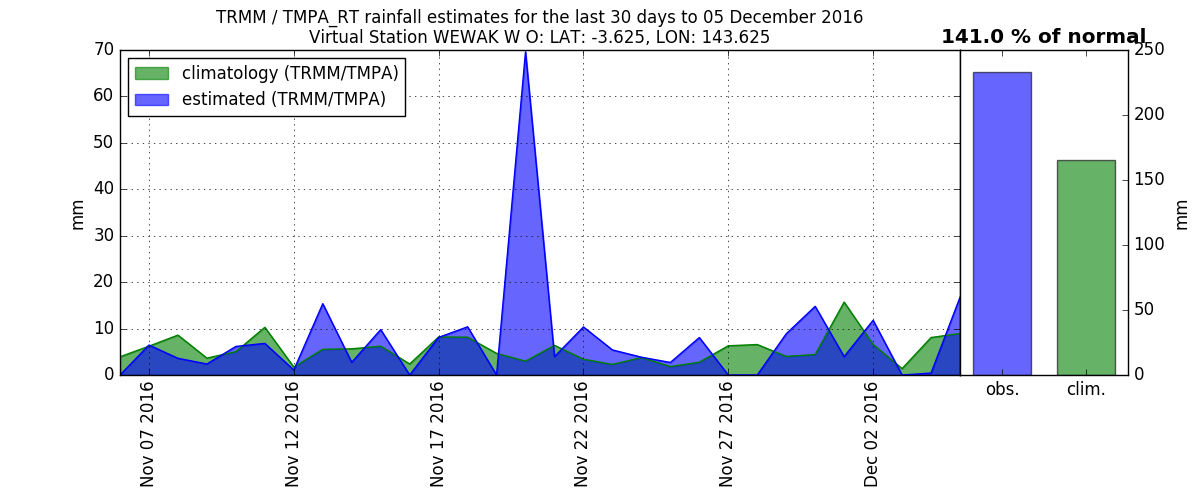 TRMM / TMPA_RT rainfall estimates for the last 30 days to 05 December 2016
Virtual Station WEWAK W O: LAT: -3.625, LON: 143.625
141.0 % of normal
climatology (TRMM/TMPA)
estimated (TRMM/TMPA)
70
60
50
40
30
20
10
0
mm
Nov 07 2016
Nov 12 2016
Nov 17 2016
Nov 22 2016
Nov 27 2016
Dec 02 2016
obs.
clim.
250
200
150
100
50
0
mm